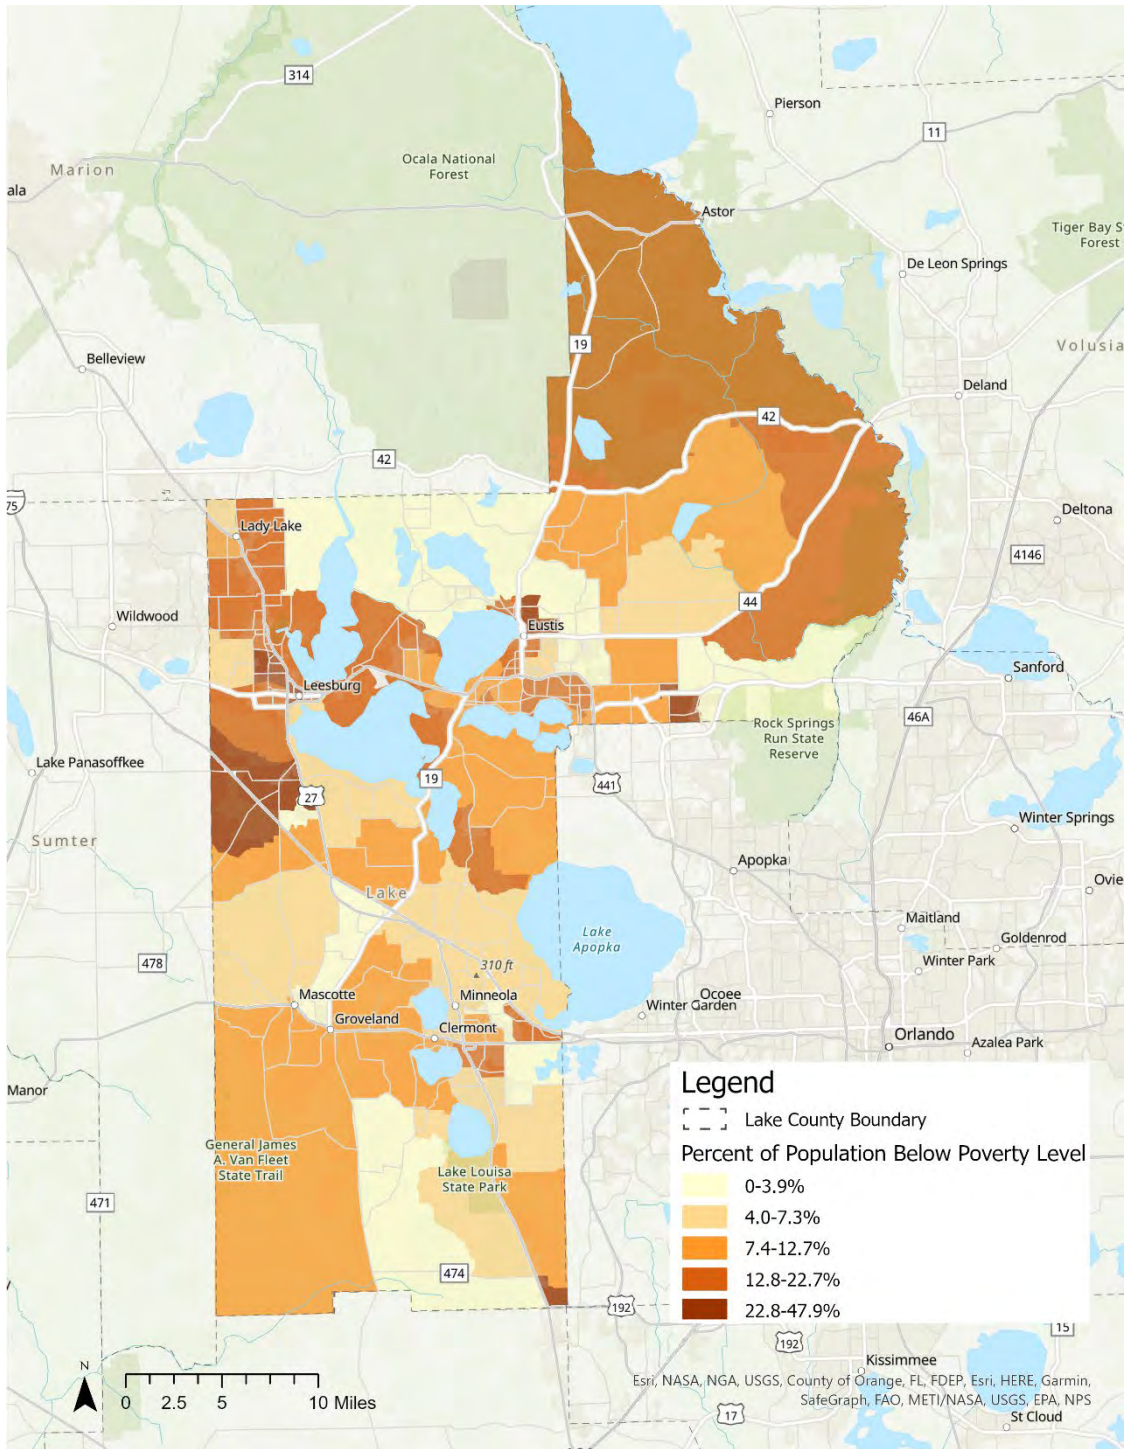 314
Pierson
11
Marion
Ocala National
Forest
ala
Astor
Tiger Bay S
Forest
De Leon Springs
19
Volusia
Belleview
Deland
42
42
75
Deltona
Lady Lake
4146
Wildwood
44
Eustis
Sanford
Leesburg
46A
Rock Springs
Run State
Reserve
Lake Panasoffkee
19
441
27
Winter Springs
Sumter
Apopka
Lake
Ovie
Maitland
Lake
Apopka
Goldenrod
478
310 ft
Winter Park
Mascotte
Minneola
Ocoee
Winter Garden
Groveland
Clermont
Orlando
Azalea Park
Manor
Legend
Lake County Boundary
Percent of Population Below Poverty Level
0-3.9%
4.0-7.3%
7.4-12.7%
12.8-22.7%
22.8-47.9%
General James
A. Van Fleet
State Trail
Lake Louisa
State Park
471
474
192
15
192
Kissimmee
N
0 2.5 5 10 Miles
Esri, NASA, NGA, USGS, County of Orange, FL, FDEP, Esri, HERE, Garmin,
SafeGraph, FAO, METI/NASA, USGS, EPA, NPS
17
St Cloud